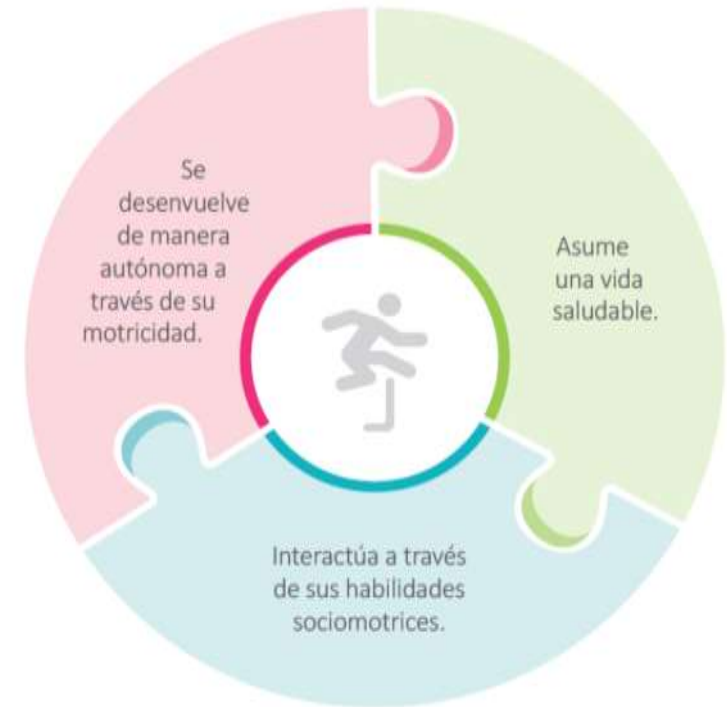 Se
desenvuelve
de manera
autónoma a
través de su
motricidad.
Asume
una vida
saludable.
Interactúa a través
de sus habilidades
sociomotrices.